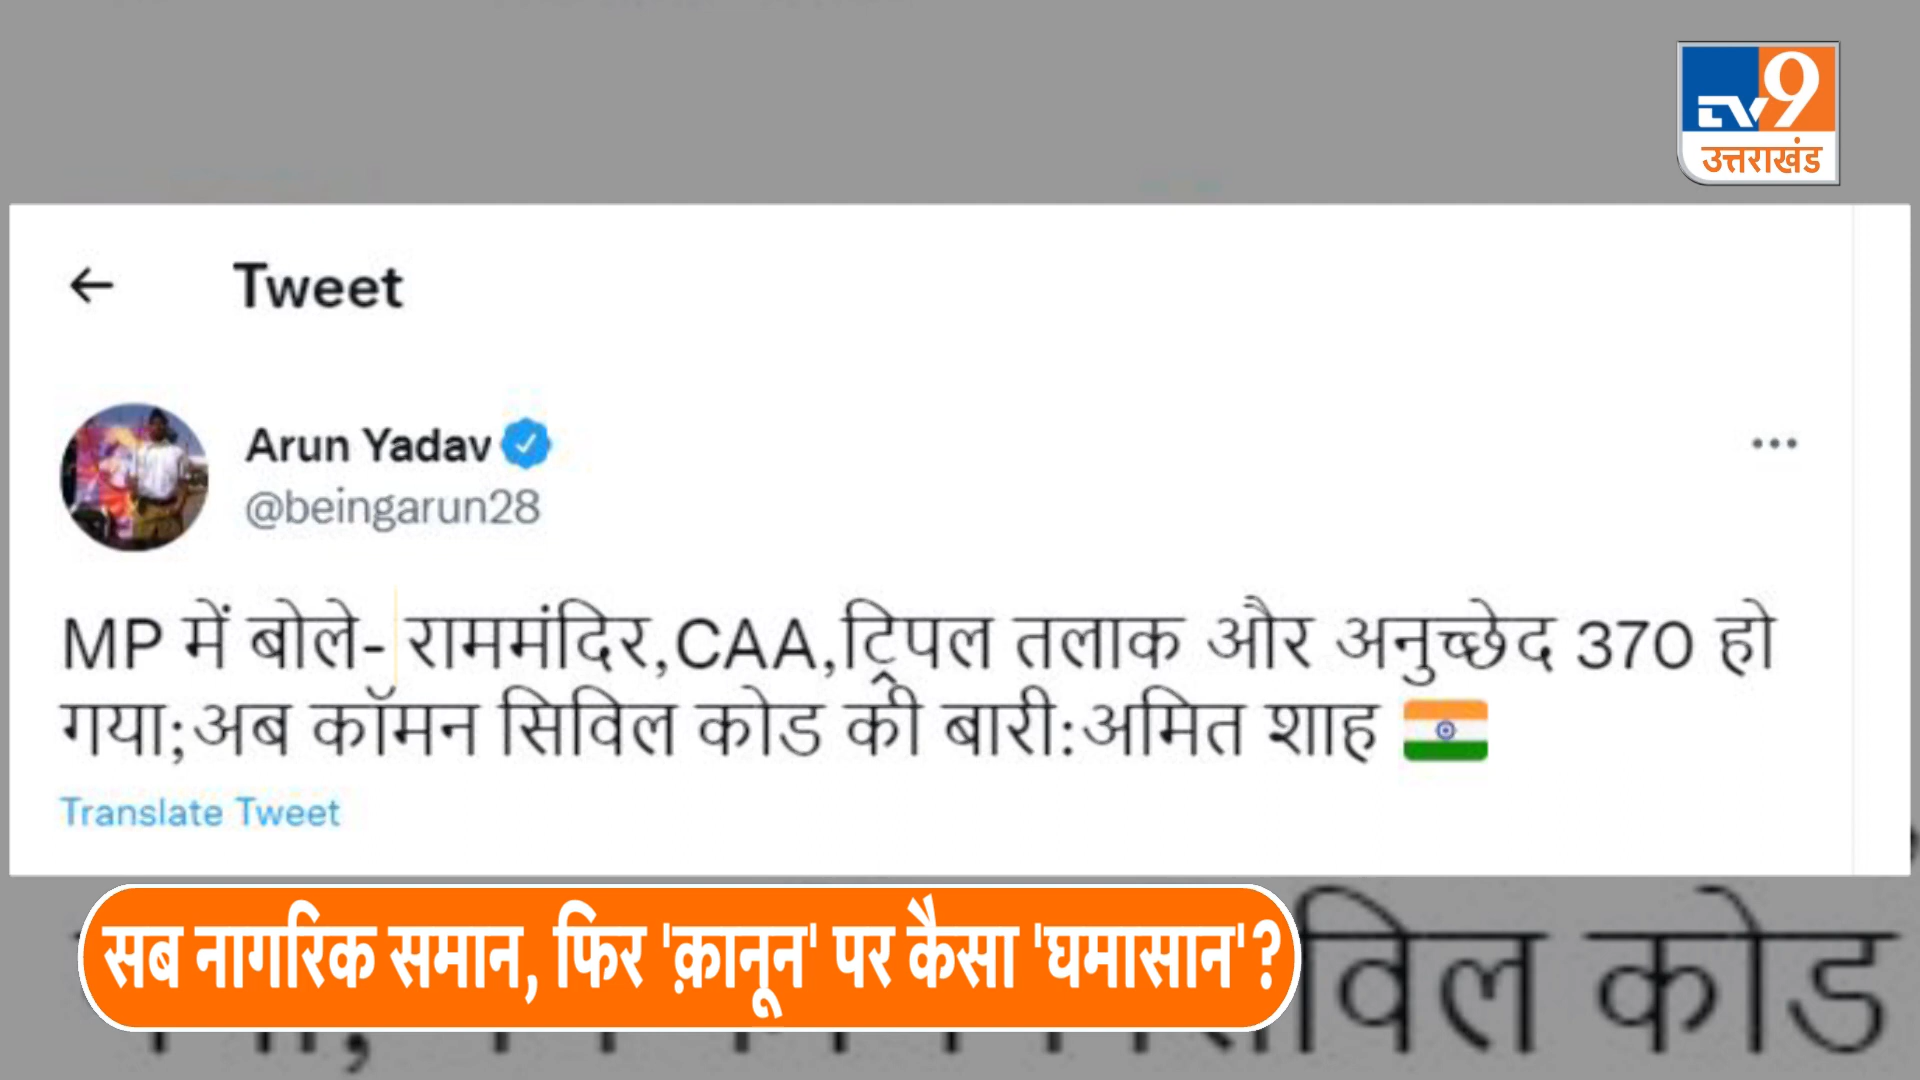 TV9
उत्तराखंड
Tweet
Arun Yadav
@beingarun28
MP में बोले- राममंदिर,CAA,ट्रिपल तलाक और अनुच्छेद 370 हो
गया;अब कॉमन सिविल कोड की बारी:अमित शाह
Translate Tweet
सब नागरिक समान, फिर 'क़ानून' पर कैसा 'घमासान'?
सिविल कोड